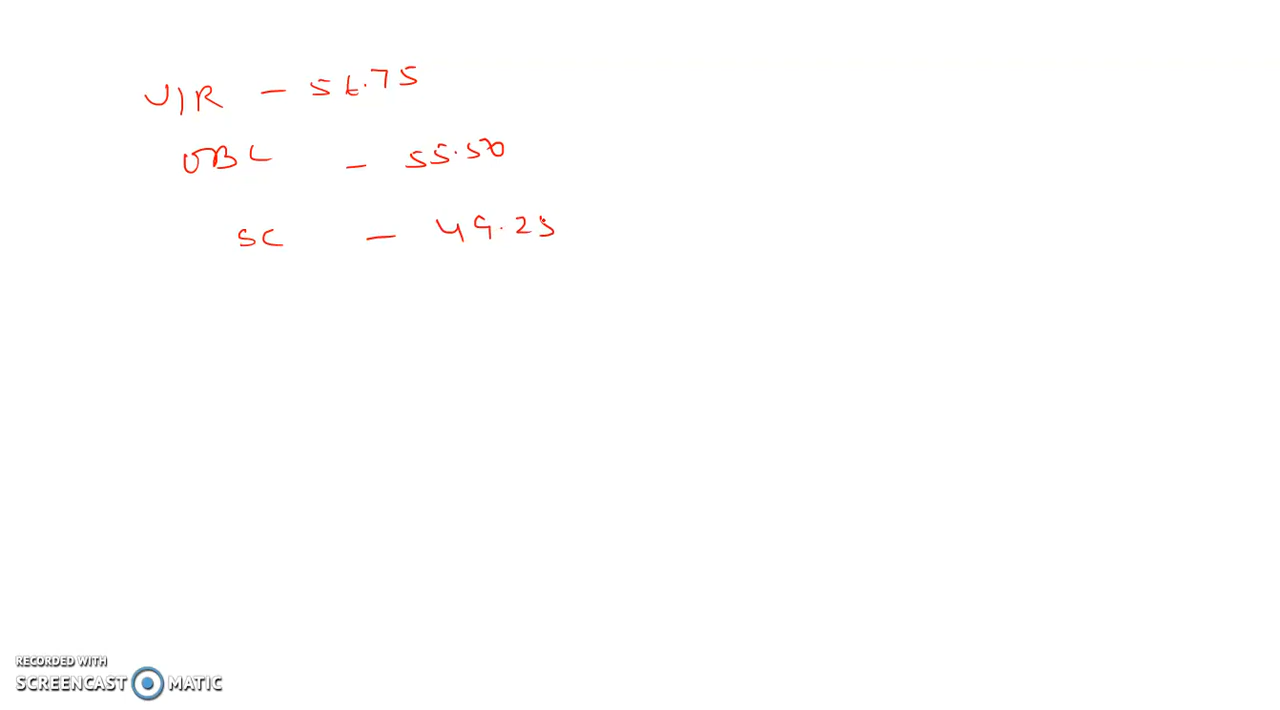 U/R - 56.75
OBC - 55.50
SC - 49.25
RECORDED WITH
SCREENCAST MATIC